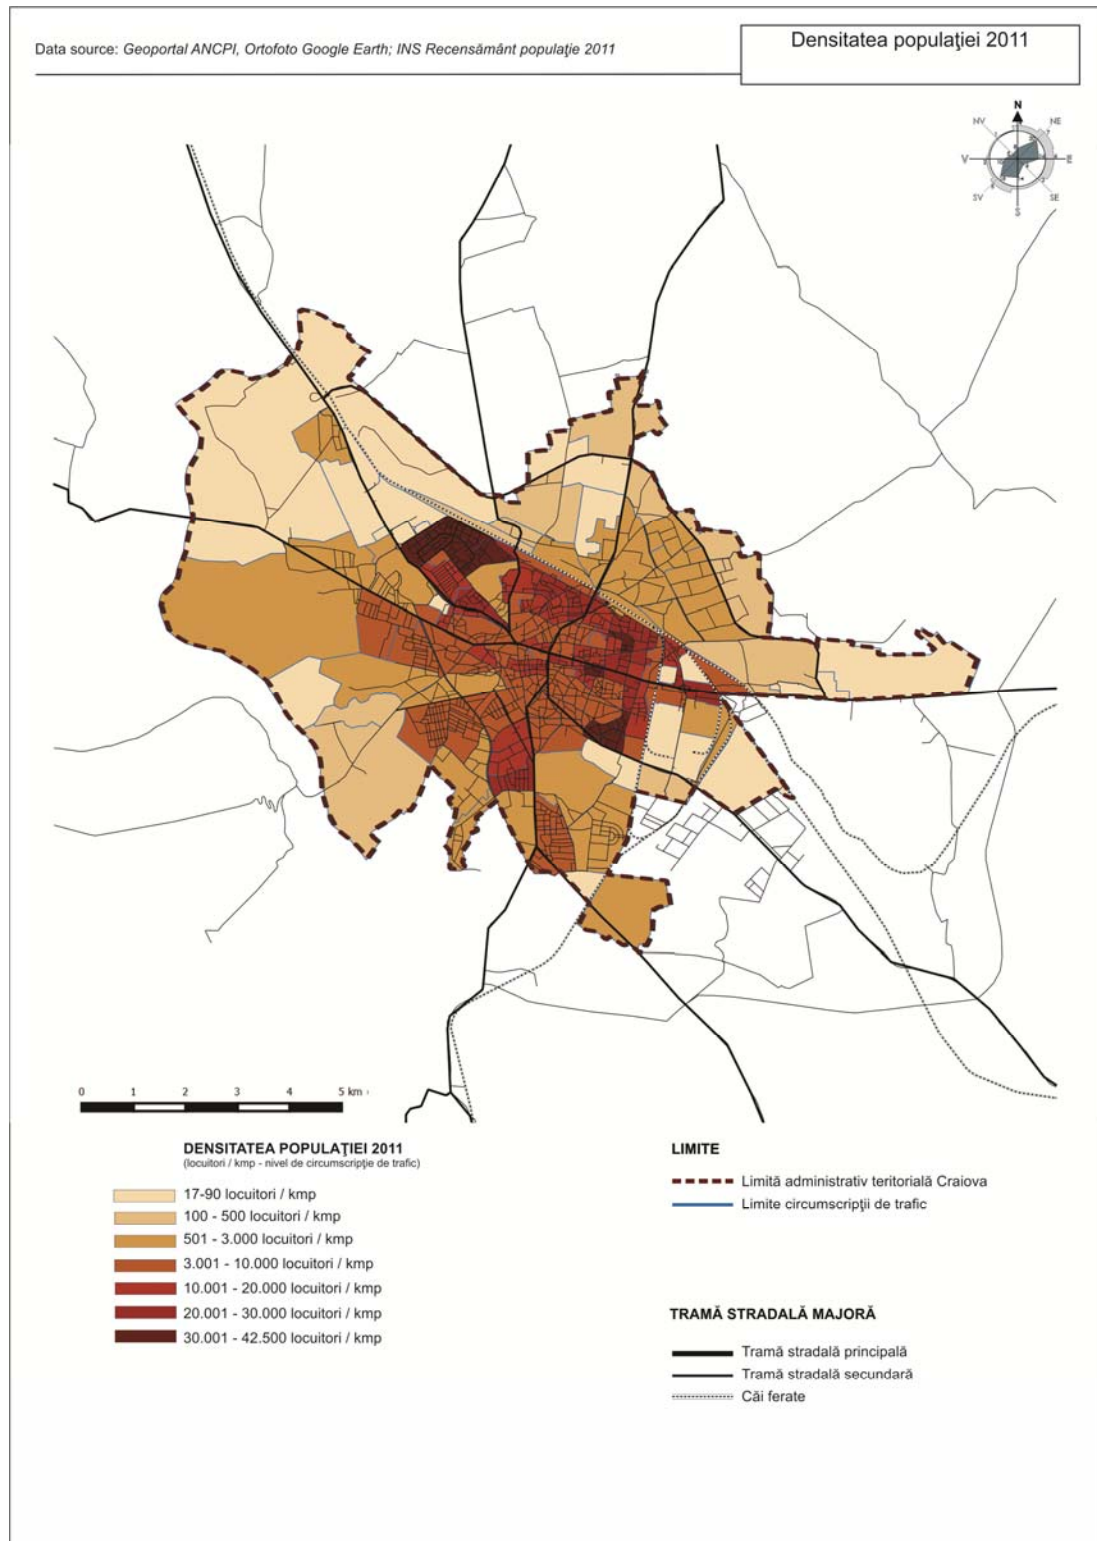 Data source: Geoportal ANCPI, Ortofoto Google Earth; INS Recensământ populaţie 2011
Densitatea populaţiei 2011
N
NV
NE
V
E
SV
SE
S
0 1 2 3 4 5 km
DENSITATEA POPULAŢIEI 2011
(locuitori / kmp - nivel de circumscripţie de trafic)
17-90 locuitori / kmp
100 - 500 locuitori / kmp
501 - 3.000 locuitori / kmp
3.001 - 10.000 locuitori / kmp
10.001 - 20.000 locuitori / kmp
20.001 - 30.000 locuitori / kmp
30.001 - 42.500 locuitori / kmp
LIMITE
Limită administrativ teritorială Craiova
Limite circumscripţii de trafic
TRAMĂ STRADALĂ MAJORĂ
Tramă stradală principală
Tramă stradală secundară
Căi ferate